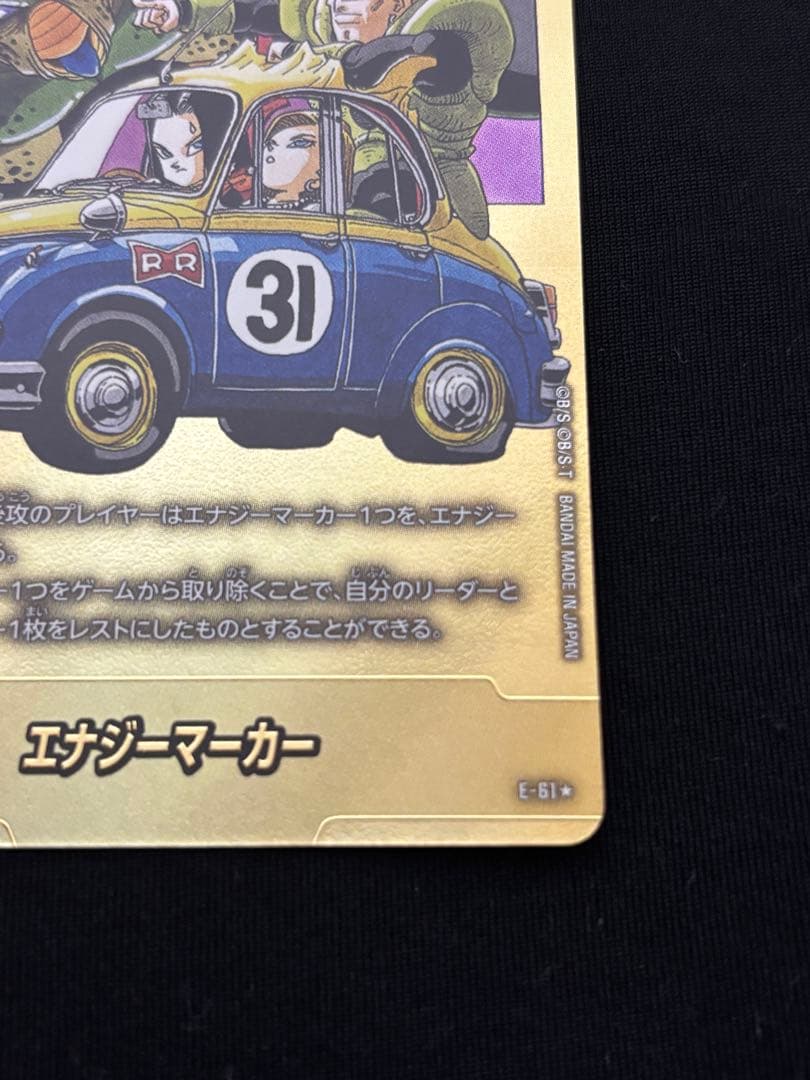 RR
31
攻のプレイヤーはエナジーマーカー1つを、エナジー
る。
ー1つをゲームから取り除くことで、自分のリーダーと
ー1枚をレストにしたものとすることができる。
エナジーマーカー
E-61★
©B/S ©B/S・T BANDAI MADE IN JAPAN